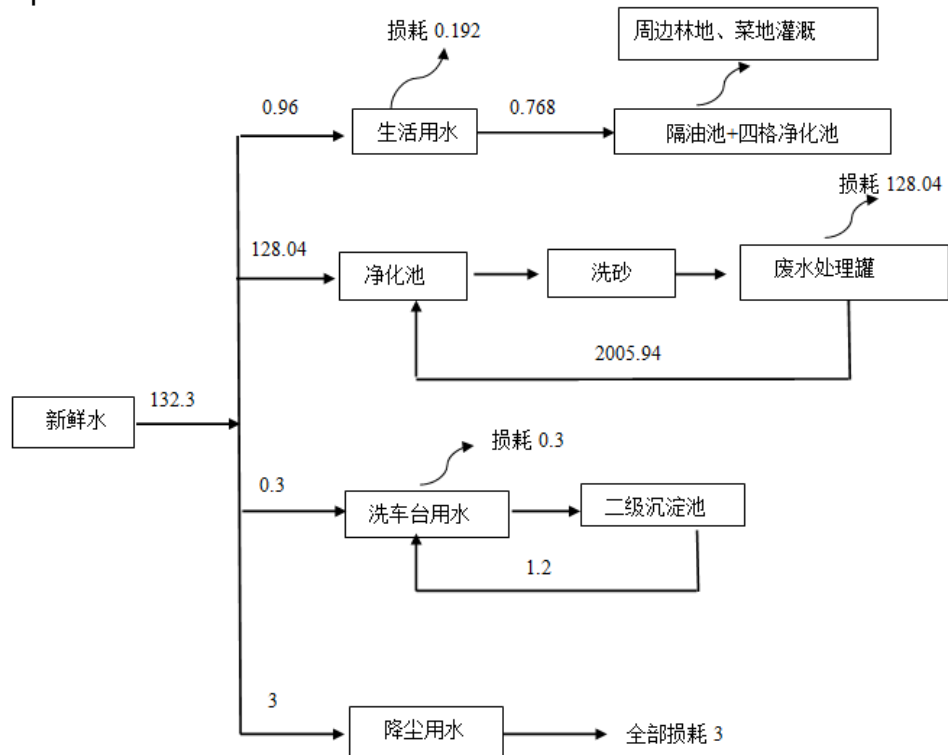 损耗 0.192
周边林地、菜地灌溉
0.96
生活用水
0.768
隔油池+四格净化池
损耗 128.04
128.04
净化池
洗砂
废水处理罐
2005.94
新鲜水
132.3
损耗 0.3
0.3
洗车台用水
二级沉淀池
1.2
3
降尘用水
全部损耗 3